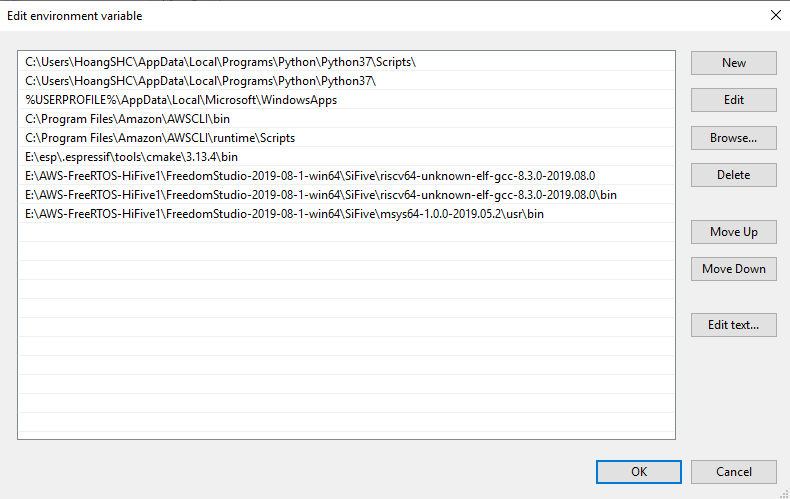 Edit environment variable
C:\Users\HoangSHC\AppData\Local\Programs\Python\Python37\Scripts\
C:\Users\HoangSHC\AppData\Local\Programs\Python\Python37\
%USERPROFILE%\AppData\Local\Microsoft\WindowsApps
C:\Program Files\Amazon\AWSCLI\bin
C:\Program Files\Amazon\AWSCLI\runtime\Scripts
E:\esp\.espressif\tools\cmake\3.13.4\bin
E:\AWS-FreeRTOS-HiFive1\FreedomStudio-2019-08-1-win64\SiFive\riscv64-unknown-elf-gcc-8.3.0-2019.08.0
E:\AWS-FreeRTOS-HiFive1\FreedomStudio-2019-08-1-win64\SiFive\riscv64-unknown-elf-gcc-8.3.0-2019.08.0\bin
E:\AWS-FreeRTOS-HiFive1\FreedomStudio-2019-08-1-win64\SiFive\msys64-1.0.0-2019.05.2\usr\bin
New
Edit
Browse...
Delete
Move Up
Move Down
Edit text...
OK
Cancel